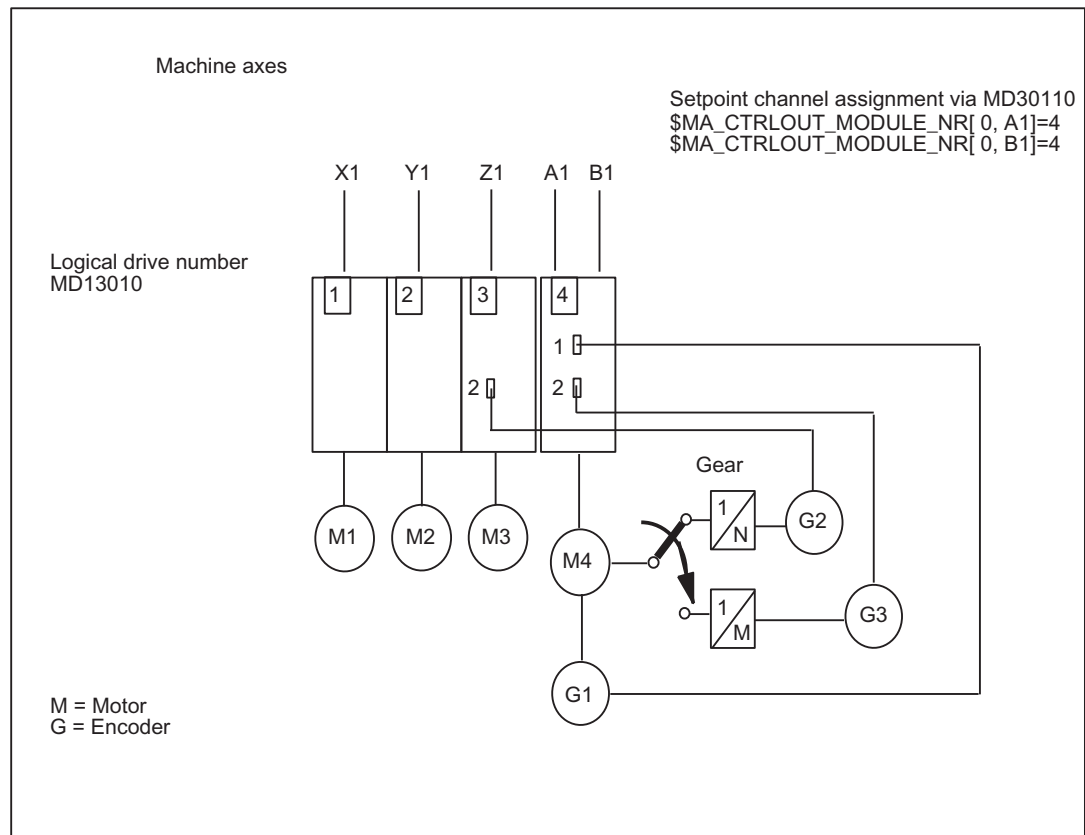 Machine axes
Setpoint channel assignment via MD30110
$MA_CTRLOUT_MODULE_NR[ 0, A1]=4
$MA_CTRLOUT_MODULE_NR[ 0, B1]=4
X1 Y1 Z1 A1 B1
Logical drive number
MD13010
1 2 3 4
1
2 2
Gear
1
N
G2
M1 M2 M3
M4
1
M
G3
G1
M = Motor
G = Encoder